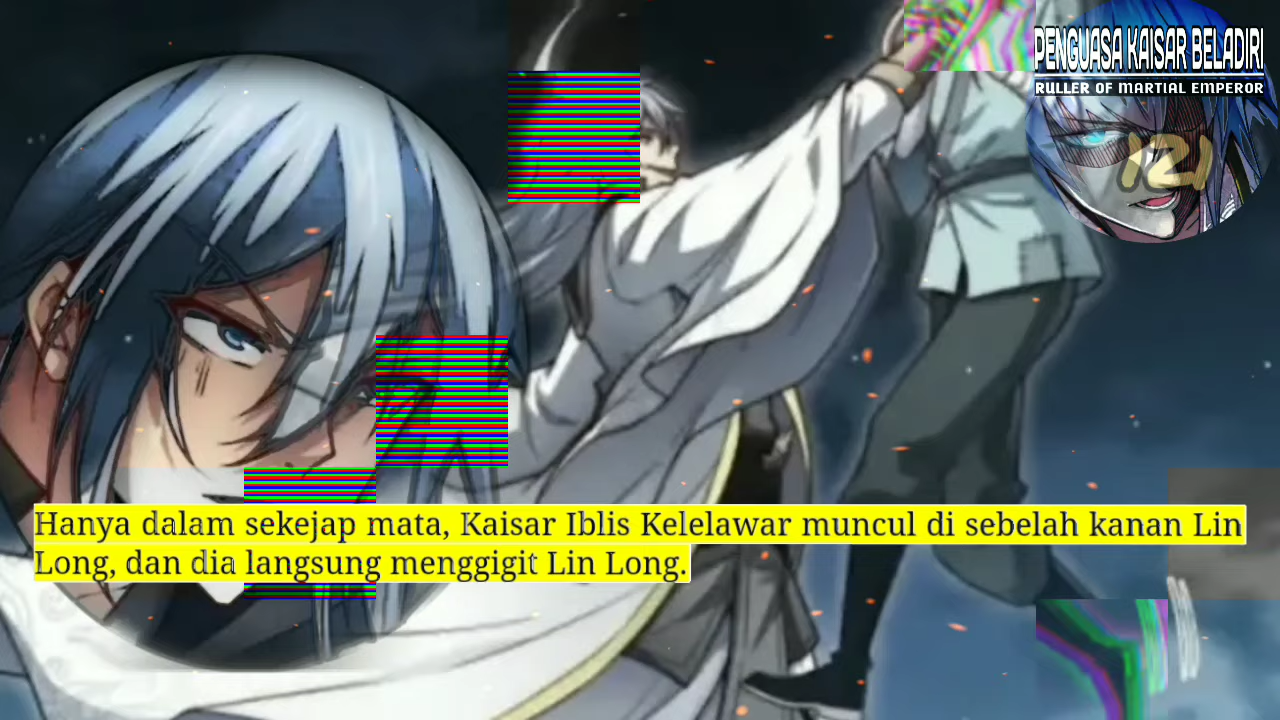 PENGUASA KAISAR BELADIRI
RULLER OF MARTIAL EMPEROR
121
Hanya dalam sekejap mata, Kaisar Iblis Kelelawar muncul di sebelah kanan Lin
Long, dan dia langsung menggigit Lin Long.